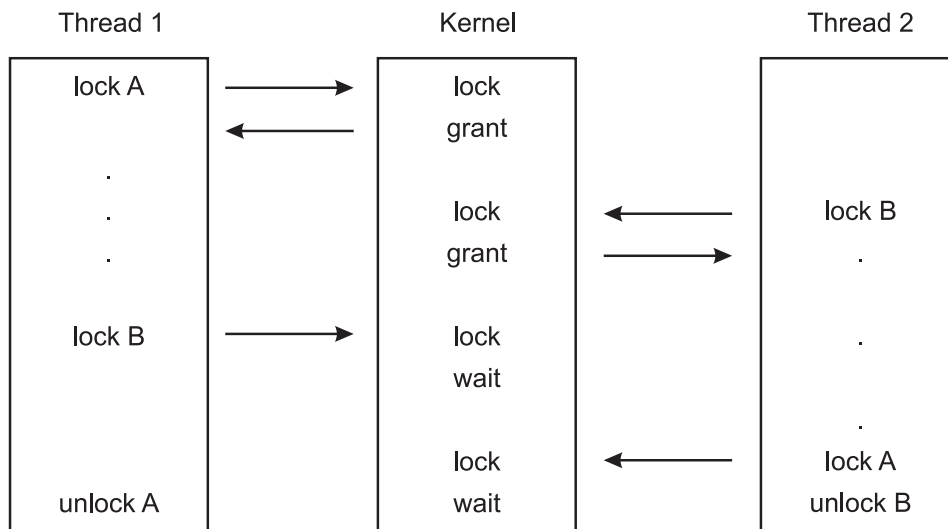 Thread 1 Kernel Thread 2
lock A lock
grant
.
. lock lock B
. grant .
lock B lock .
wait
.
lock lock A
unlock A wait unlock B